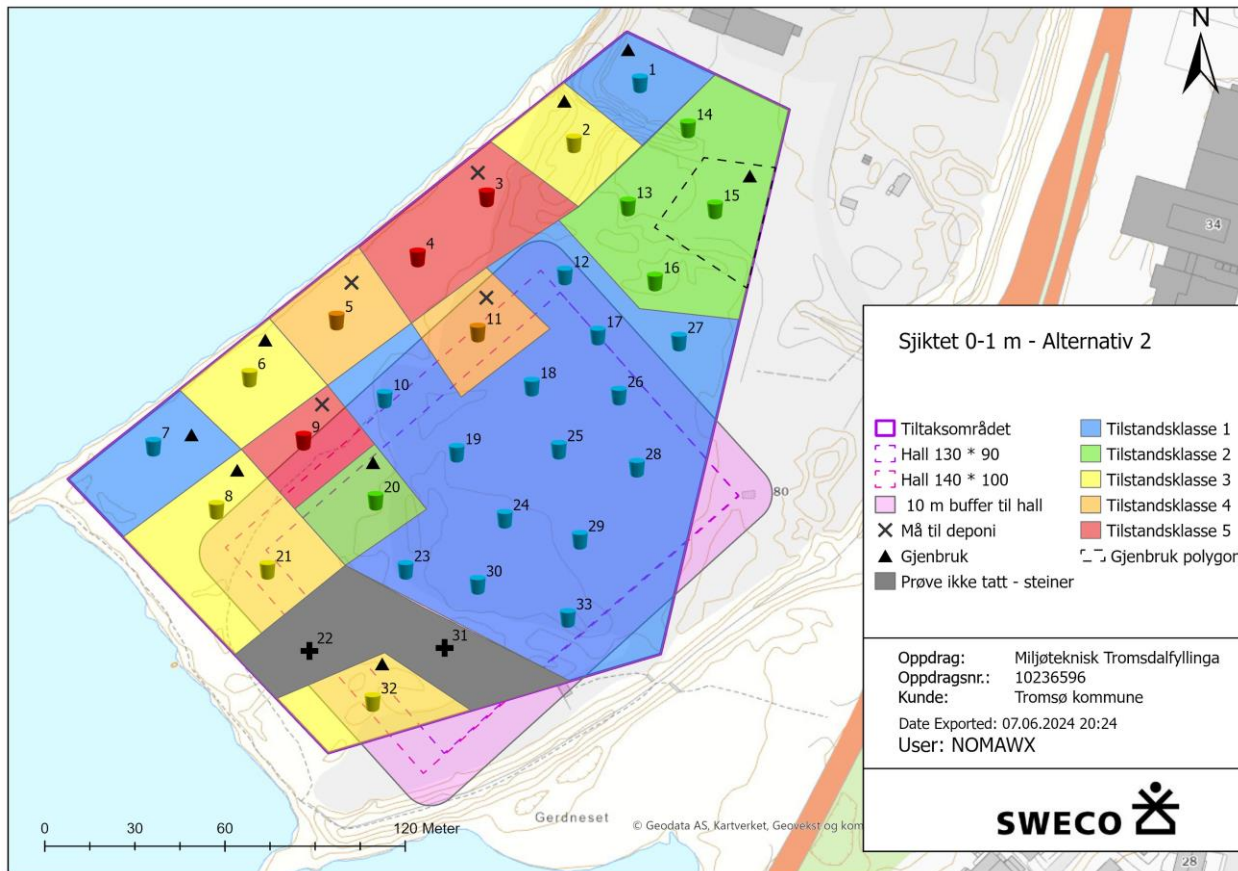 N
1
14
2
3
13
15
34
4
16
12
5
11
17
27
6
18
26
10
7
9
19
25
28
20
80
8
24
29
21
23
30
33
22
31
32
Sjiktet 0-1 m - Alternativ 2
Tiltaksområdet
Hall 130 * 90
Hall 140 * 100
10 m buffer til hall
Må til deponi
Gjenbruk
Prøve ikke tatt - steiner
Tilstandsklasse 1
Tilstandsklasse 2
Tilstandsklasse 3
Tilstandsklasse 4
Tilstandsklasse 5
Gjenbruk polygon
Oppdrag: Miljøteknisk Tromsdalfyllinga
Oppdragsnr.: 10236596
Kunde: Tromsø kommune
Date Exported: 07.06.2024 20:24
User: NOMAWX
SWECO
0 30 60 120 Meter
Gerdneset
© Geodata AS, Kartverket, Geovekst og kom
28